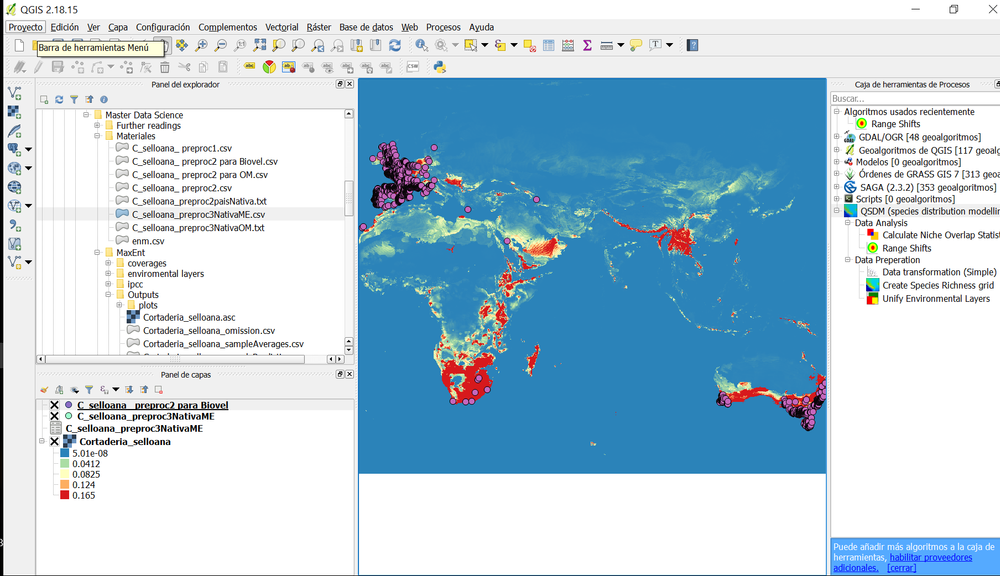 QGIS 2.18.15
Proyecto Edición Ver Capa Configuración Complementos Vectorial Ráster Base de datos Web Procesos Ayuda
Barra de herramientas Menú
Panel del explorador
Master Data Science
Further readings
Materiales
C_selloana_ preproc1.csv
C_selloana_ preproc2 para Biovel.csv
C_selloana_ preproc2 para OM.csv
C_selloana_ preproc2.csv
C_selloana_preproc2paisNativa.txt
C_selloana_preproc3NativaME.csv
C_selloana_preproc3NativaOM.txt
enm.csv
MaxEnt
coverages
enviromental layers
ipcc
Outputs
plots
Cortaderia_selloana.asc
Cortaderia_selloana_omission.csv
Cortaderia_selloana_sampleAverages.csv
Panel de capas
C_selloana_ preproc2 para Biovel
C_selloana_preproc3NativaME
C_selloana_preproc3NativaME
Cortaderia_selloana
5.01e-08
0.0412
0.0825
0.124
0.165
Caja de herramientas de Procesos
Buscar...
Algoritmos usados recientemente
Range Shifts
GDAL/OGR [48 geoalgoritmos]
Geoalgoritmos de QGIS [117 geoalg
Modelos [0 geoalgoritmos]
Órdenes de GRASS GIS 7 [313 geoa
SAGA (2.3.2) [353 geoalgoritmos]
Scripts [0 geoalgoritmos]
QSDM (species distribution modellin
Data Analysis
Calculate Niche Overlap Statist
Range Shifts
Data Preperation
Data transformation (Simple)
Create Species Richness grid
Unify Environmental Layers
Puede añadir más algoritmos a la caja de
herramientas, habilitar proveedores
adicionales. [cerrar]